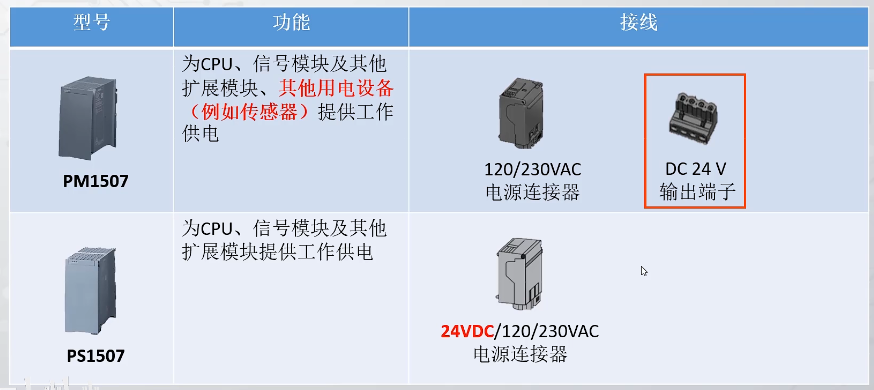 型号
功能
接线
为CPU、信号模块及其他
扩展模块、其他用电设备
（例如传感器）提供工作
供电
PM1507
120/230VAC
电源连接器
DC 24 V
输出端子
为CPU、信号模块及其他
扩展模块提供工作供电
PS1507
24VDC/120/230VAC
电源连接器